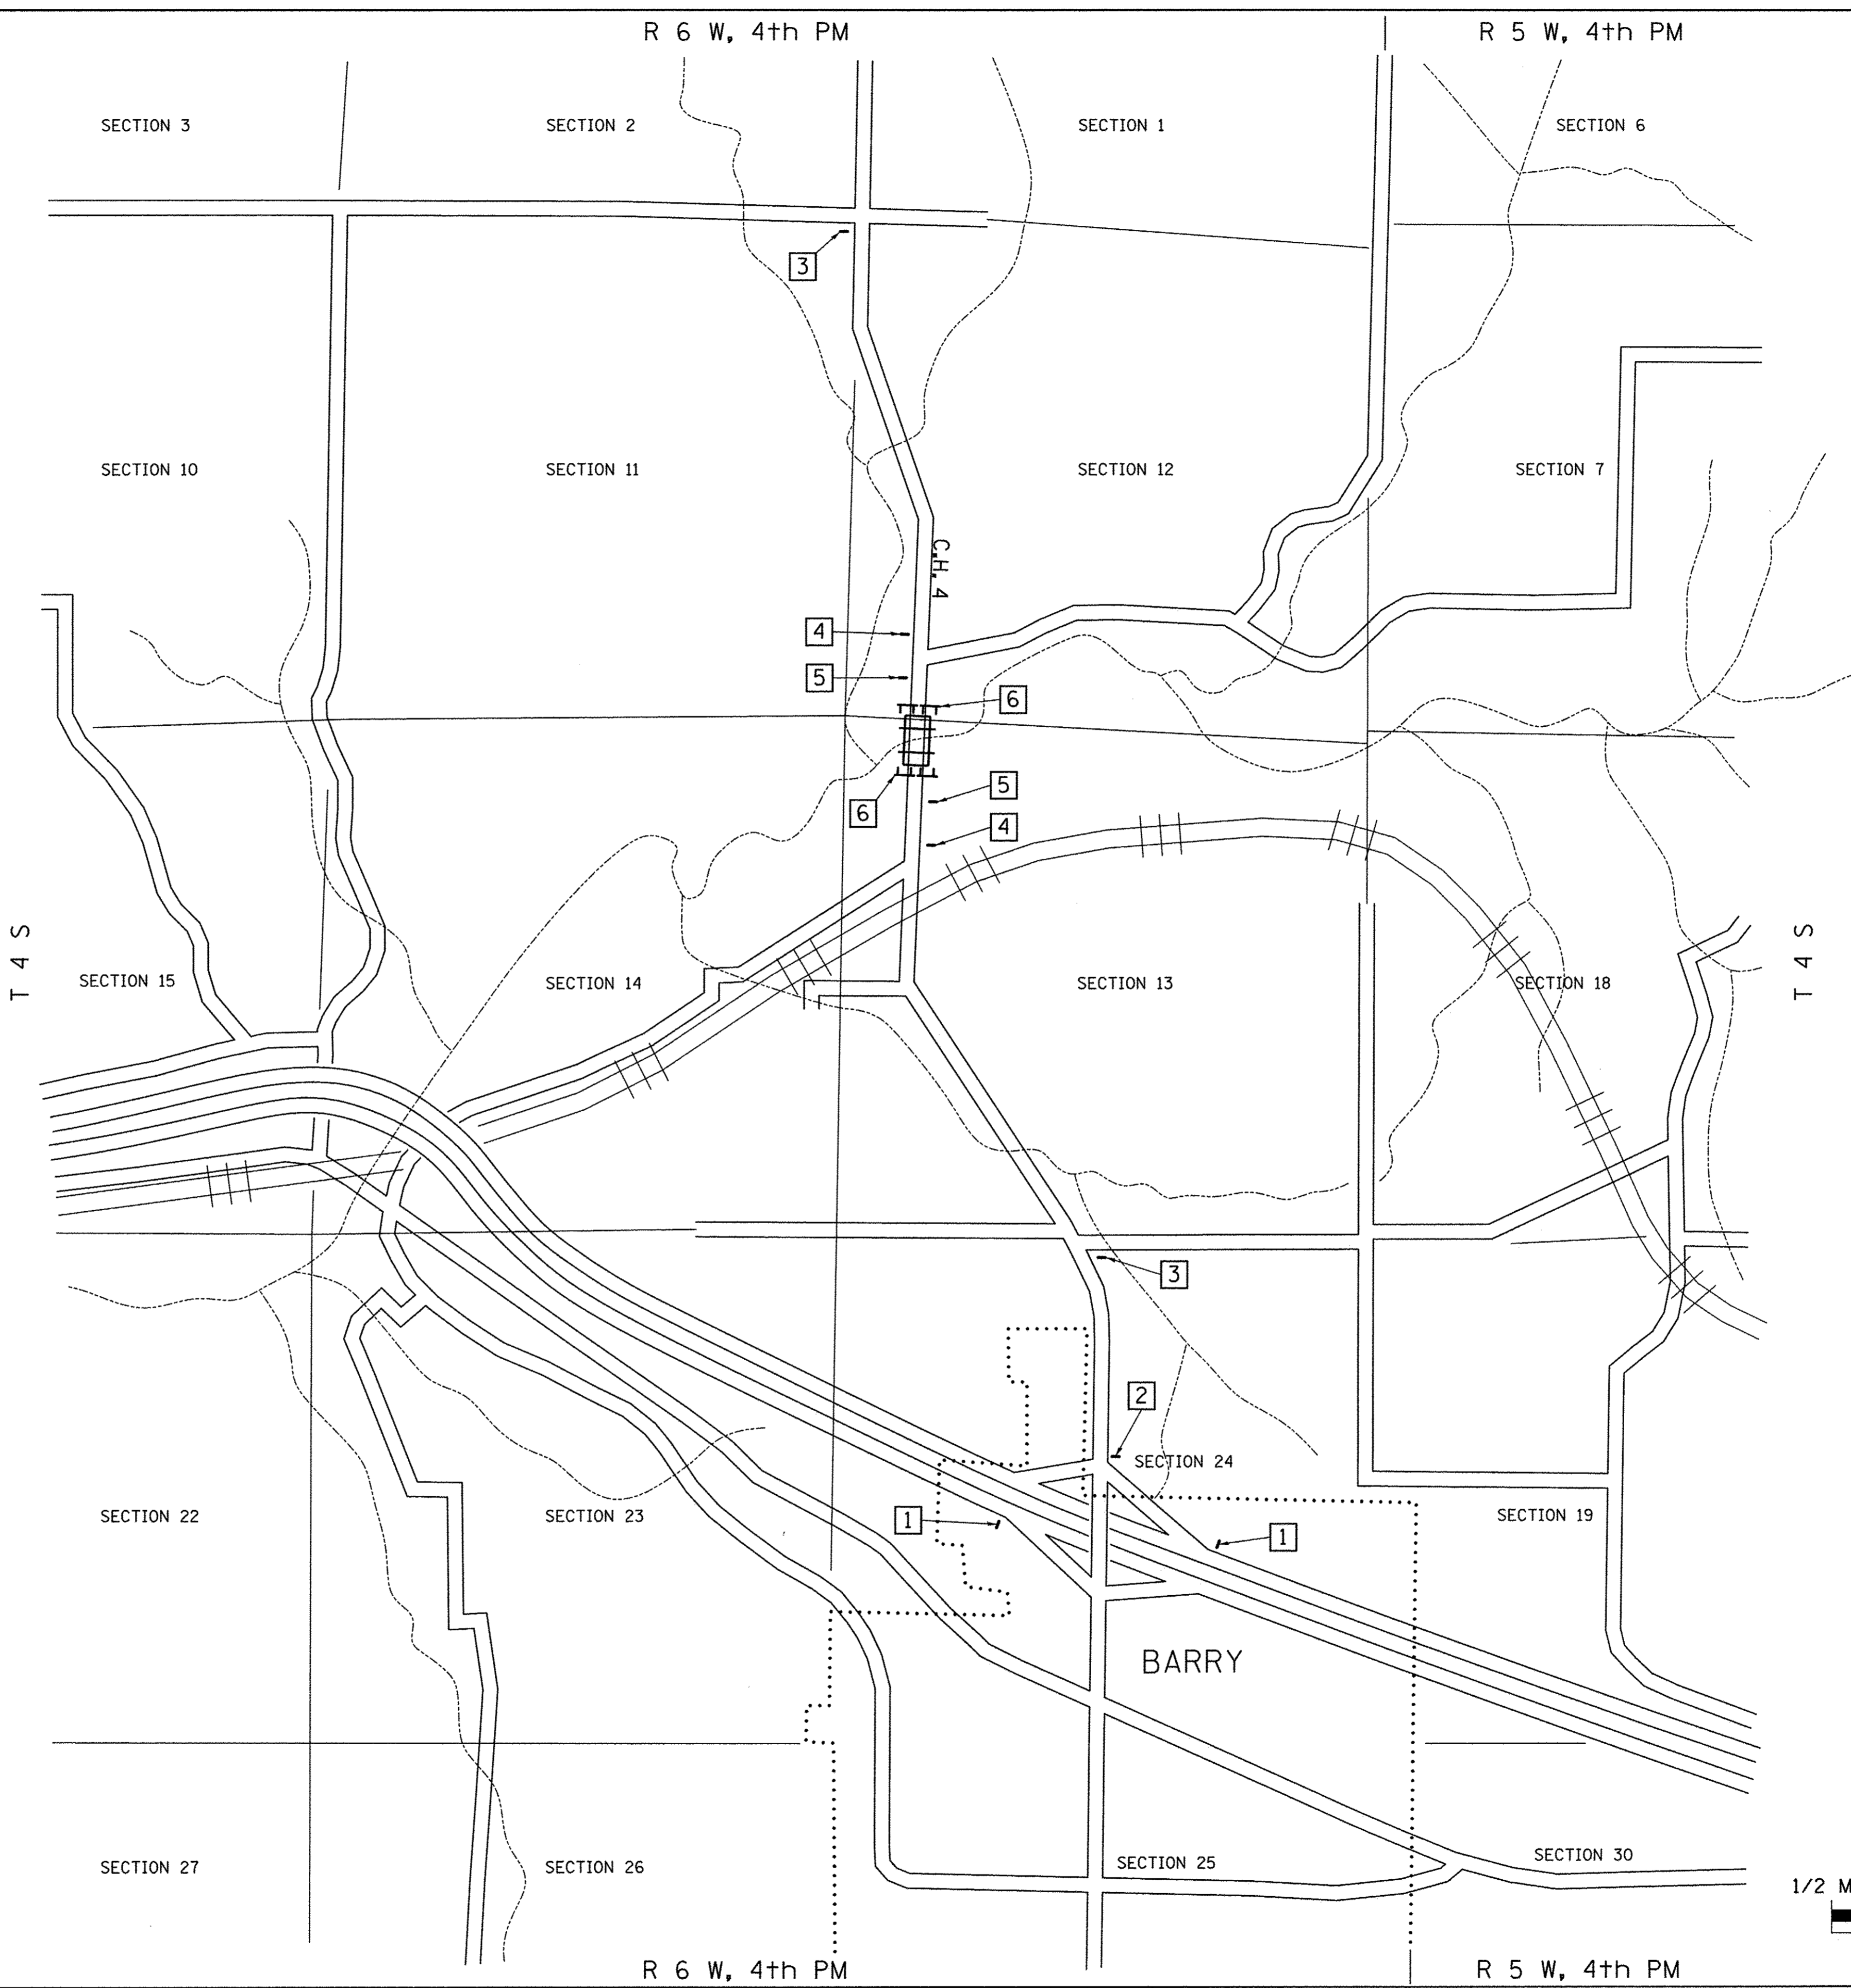 R 6 W, 4th PM
R 5 W, 4th PM
SECTION 3
SECTION 2
SECTION 1
SECTION 6
3
SECTION 10
SECTION 11
SECTION 12
SECTION 7
C.H. 4
4
5
6
5
6
4
T 4 S
T 4 S
SECTION 15
SECTION 14
SECTION 13
SECTION 18
3
2
SECTION 24
1
1
SECTION 22
SECTION 23
SECTION 19
BARRY
SECTION 27
SECTION 26
SECTION 25
SECTION 30
1/2 M
R 6 W, 4th PM
R 5 W, 4th PM